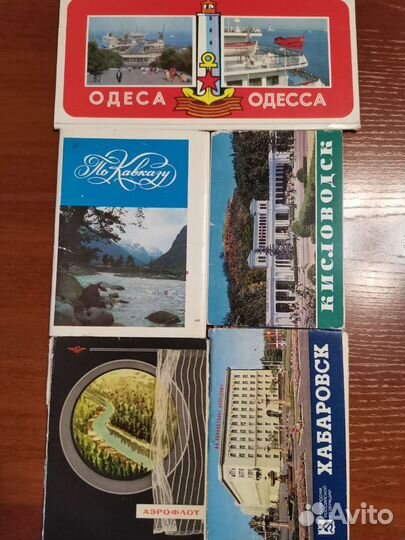 ОДЕСА ОДЕССА
По Кавказу
КИСЛОВОДСК
АЭРОФЛОТ
ХАБАРОВСК
Avito